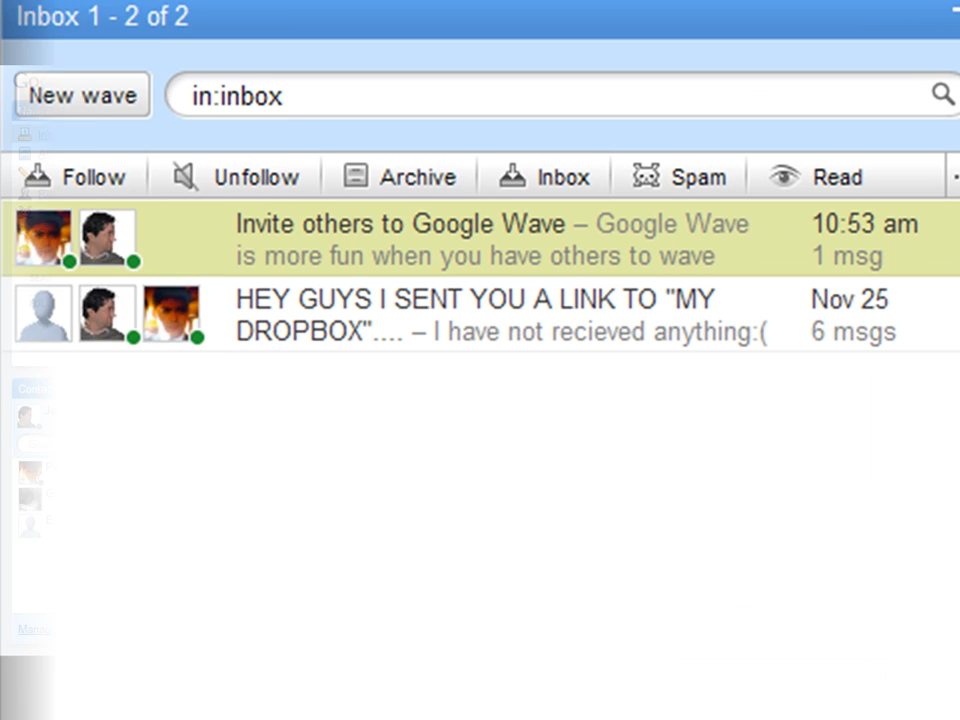 Inbox 1 - 2 of 2
New wave
in:inbox
Follow Unfollow Archive Inbox Spam Read
Invite others to Google Wave – Google Wave 10:53 am
is more fun when you have others to wave 1 msg
HEY GUYS I SENT YOU A LINK TO "MY Nov 25
DROPBOX".... – I have not recieved anything:( 6 msgs